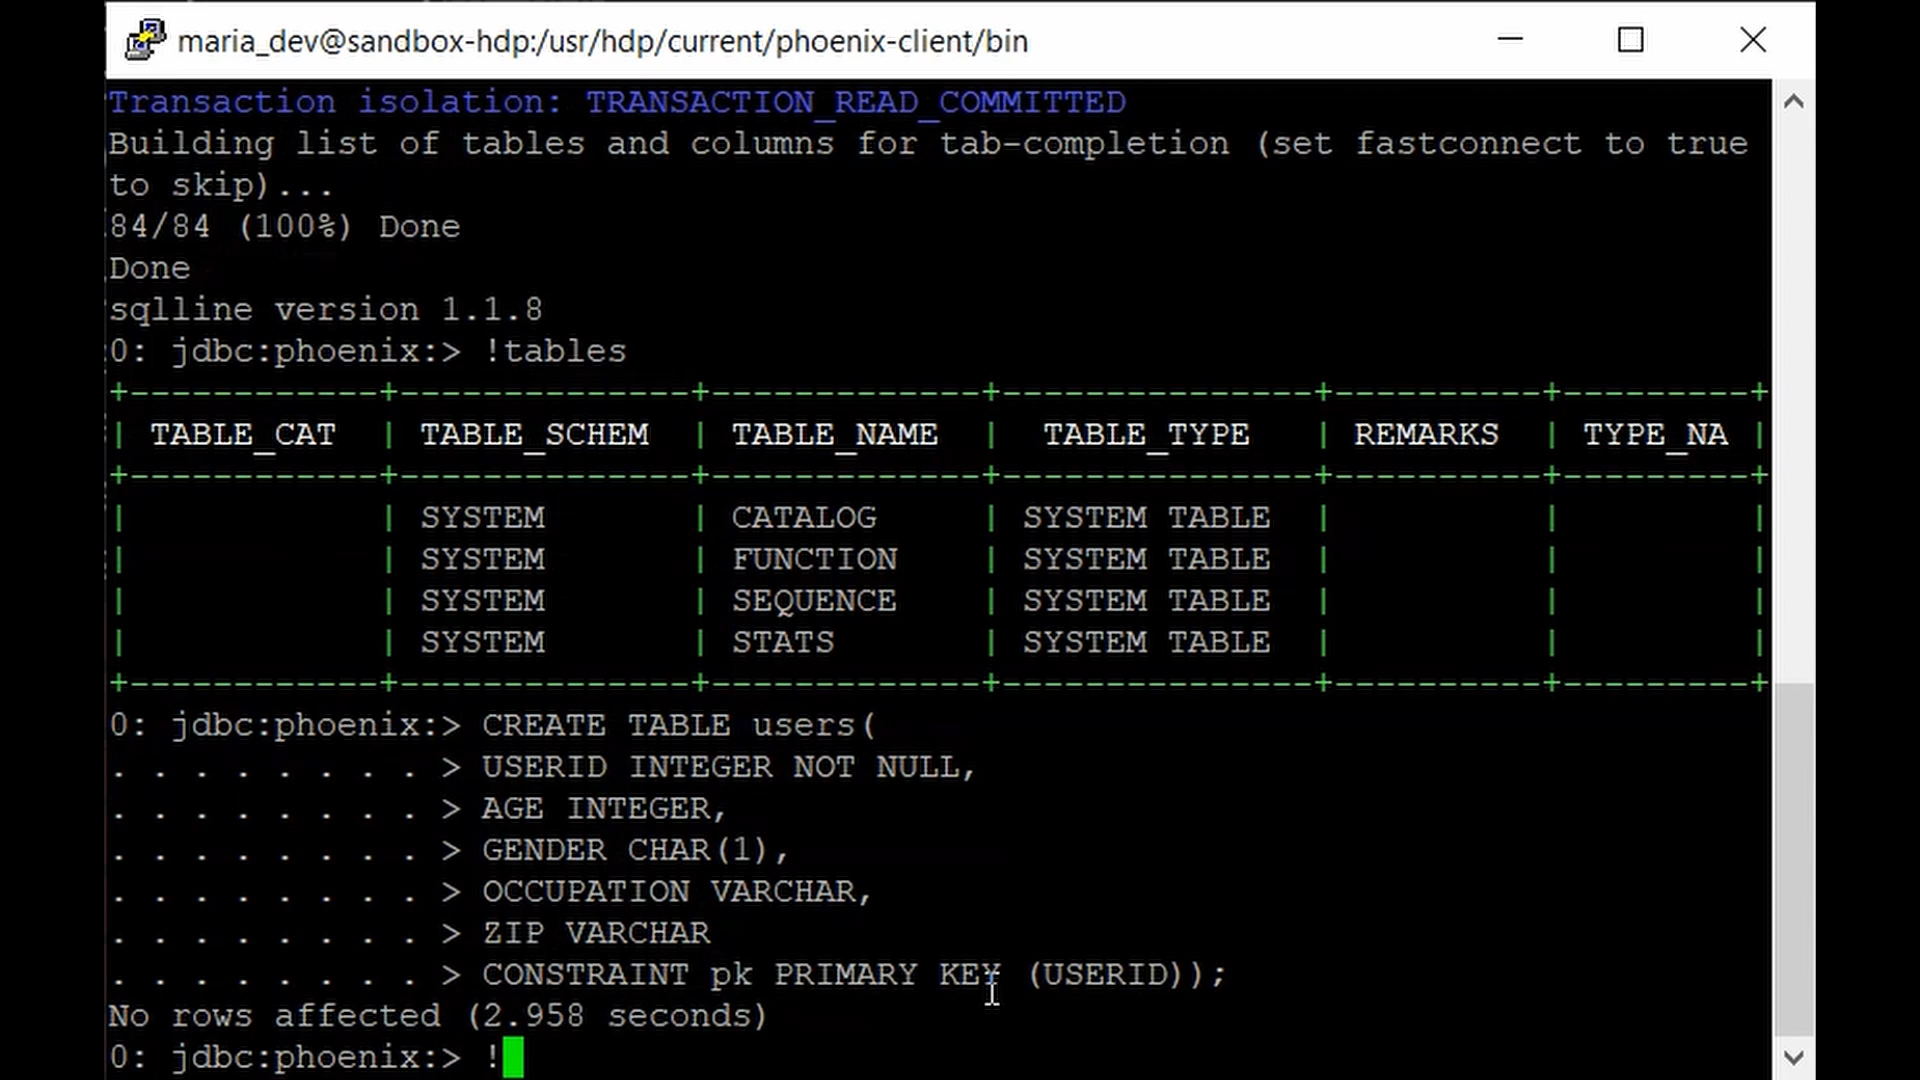 maria_dev@sandbox-hdp:/usr/hdp/current/phoenix-client/bin
Transaction isolation: TRANSACTION_READ_COMMITTED
Building list of tables and columns for tab-completion (set fastconnect to true
to skip)...
84/84 (100%) Done
Done
sqlline version 1.1.8
0: jdbc:phoenix:> !tables
+------------+--------------+-------------+---------------+----------+---------+
| TABLE_CAT | TABLE_SCHEM | TABLE_NAME | TABLE_TYPE | REMARKS | TYPE_NA |
+------------+--------------+-------------+---------------+----------+---------+
| | SYSTEM | CATALOG | SYSTEM TABLE | | |
| | SYSTEM | FUNCTION | SYSTEM TABLE | | |
| | SYSTEM | SEQUENCE | SYSTEM TABLE | | |
| | SYSTEM | STATS | SYSTEM TABLE | | |
+------------+--------------+-------------+---------------+----------+---------+
0: jdbc:phoenix:> CREATE TABLE users(
. . . . . . . . > USERID INTEGER NOT NULL,
. . . . . . . . > AGE INTEGER,
. . . . . . . . > GENDER CHAR(1),
. . . . . . . . > OCCUPATION VARCHAR,
. . . . . . . . > ZIP VARCHAR
. . . . . . . . > CONSTRAINT pk PRIMARY KEY (USERID));
No rows affected (2.958 seconds)
0: jdbc:phoenix:> !